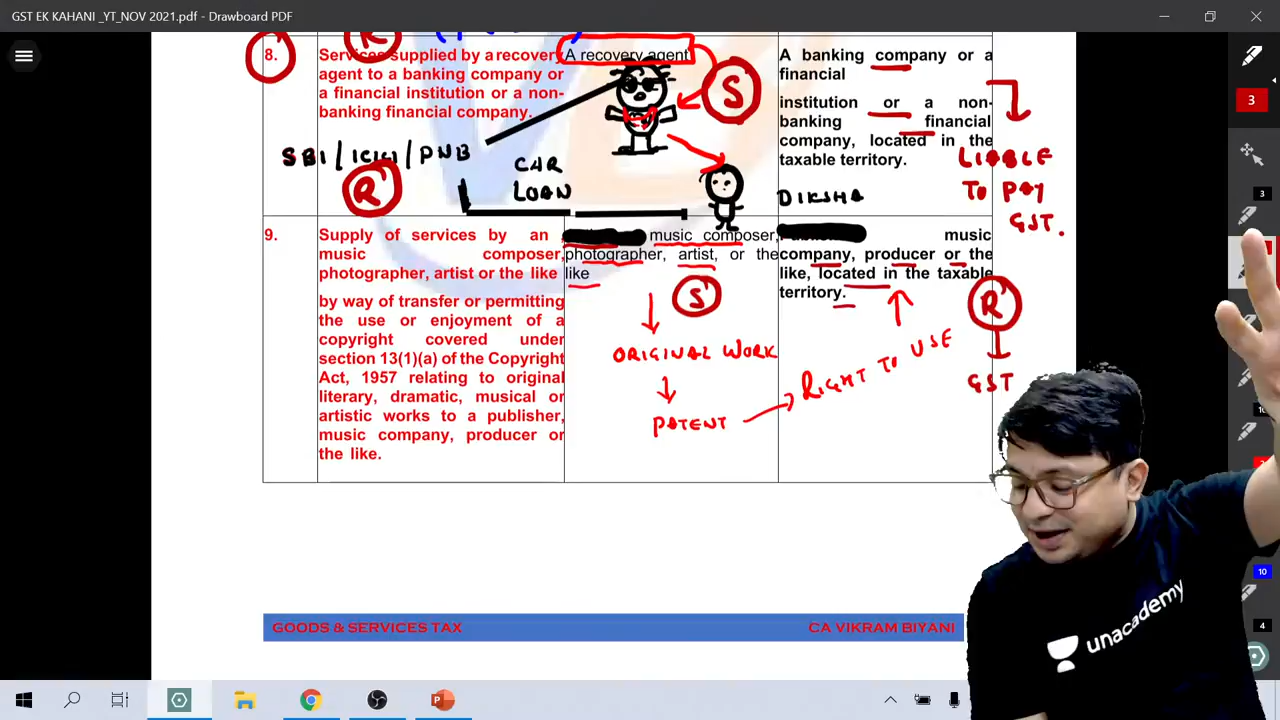 GST EK KAHANI _YT_NOV 2021.pdf - Drawboard PDF
8.
Services supplied by a recovery
agent to a banking company or
a financial institution or a non-
banking financial company.
A recovery agent
S
A banking company or a
financial
institution or a non-
banking financial
company, located in the
taxable territory.
LIABLE
TO PAY
GST.
SBI/ICICI/PNB
R
CAR
LOAN
DIKSHA
9.
Supply of services by an
music composer,
photographer, artist or the like
by way of transfer or permitting
the use or enjoyment of a
copyright covered under
section 13(1)(a) of the Copyright
Act, 1957 relating to original
literary, dramatic, musical or
artistic works to a publisher,
music company, producer or
the like.
music composer,
photographer, artist, or the
like
S
ORIGINAL WORK
PATENT
RIGHT TO USE
music
company, producer or the
like, located in the taxable
territory.
R
GST
GOODS & SERVICES TAX
CA VIKRAM BIYANI
unacademy
3
3
10
4